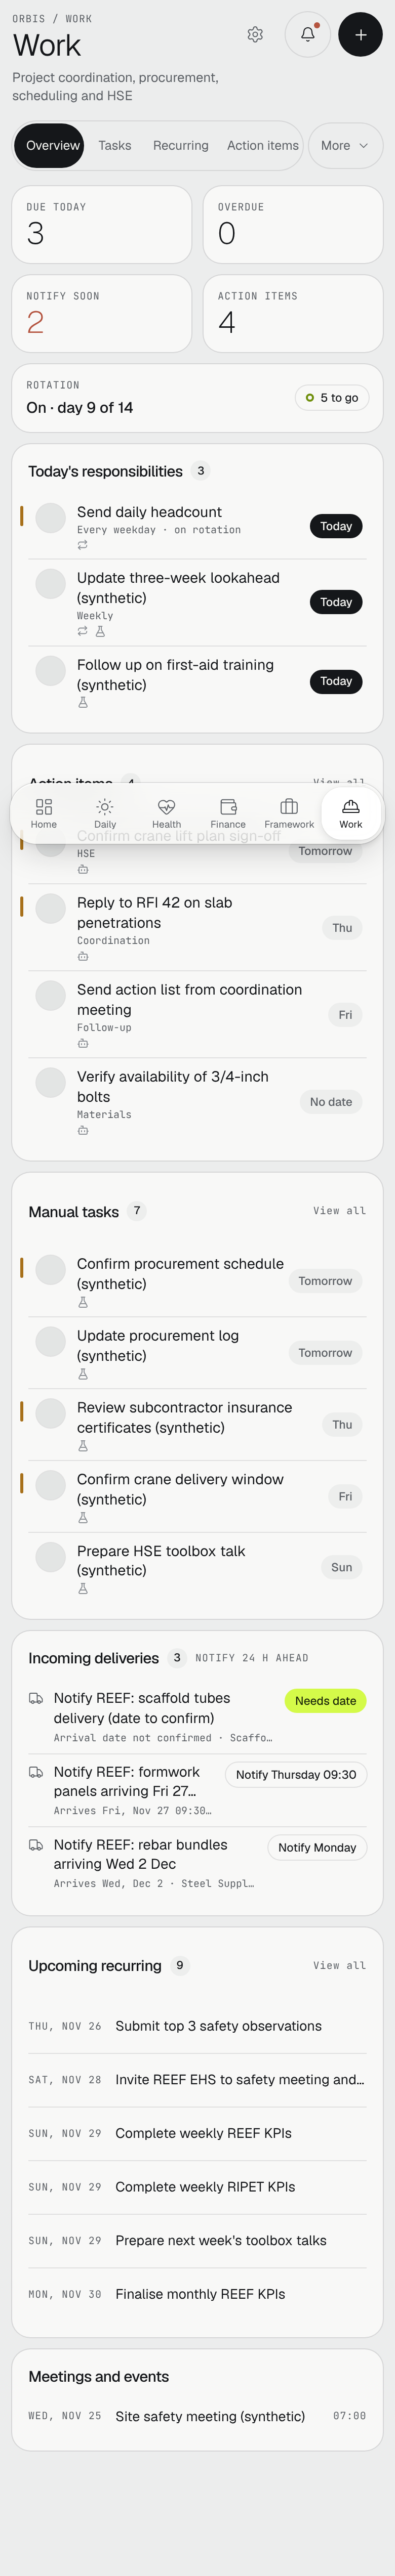 ORBIS / WORK
Work
Project coordination, procurement,
scheduling and HSE
Overview Tasks Recurring Action items More
DUE TODAY
3
OVERDUE
0
NOTIFY SOON
2
ACTION ITEMS
4
ROTATION
On · day 9 of 14
5 to go
Today's responsibilities 3
Send daily headcount
Every weekday · on rotation
Today
Update three-week lookahead
(synthetic)
Weekly
Today
Follow up on first-aid training
(synthetic)
Today
Action items 4 View all
Home Daily Health Finance Framework Work
Confirm crane lift plan sign-off
HSE
Tomorrow
Reply to RFI 42 on slab
penetrations
Coordination
Thu
Send action list from coordination
meeting
Follow-up
Fri
Verify availability of 3/4-inch
bolts
Materials
No date
Manual tasks 7 View all
Confirm procurement schedule
(synthetic)
Tomorrow
Update procurement log
(synthetic)
Tomorrow
Review subcontractor insurance
certificates (synthetic)
Thu
Confirm crane delivery window
(synthetic)
Fri
Prepare HSE toolbox talk
(synthetic)
Sun
Incoming deliveries 3 NOTIFY 24 H AHEAD
Notify REEF: scaffold tubes
delivery (date to confirm)
Arrival date not confirmed · Scaffo…
Needs date
Notify REEF: formwork
panels arriving Fri 27…
Arrives Fri, Nov 27 09:30…
Notify Thursday 09:30
Notify REEF: rebar bundles
arriving Wed 2 Dec
Arrives Wed, Dec 2 · Steel Suppl…
Notify Monday
Upcoming recurring 9 View all
THU, NOV 26 Submit top 3 safety observations
SAT, NOV 28 Invite REEF EHS to safety meeting and…
SUN, NOV 29 Complete weekly REEF KPIs
SUN, NOV 29 Complete weekly RIPET KPIs
SUN, NOV 29 Prepare next week's toolbox talks
MON, NOV 30 Finalise monthly REEF KPIs
Meetings and events
WED, NOV 25 Site safety meeting (synthetic) 07:00